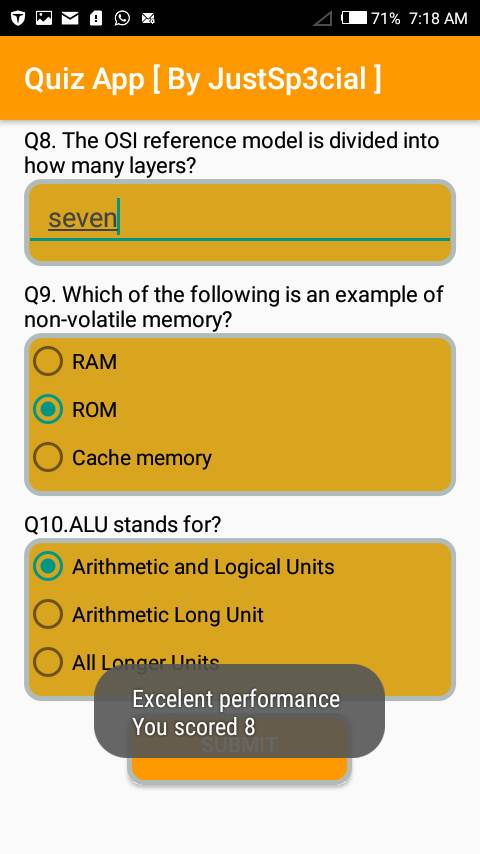 71% 7:18 AM
Quiz App [ By JustSp3cial ]
Q8. The OSI reference model is divided into
how many layers?
seven
Q9. Which of the following is an example of
non-volatile memory?
RAM
ROM
Cache memory
Q10.ALU stands for?
Arithmetic and Logical Units
Arithmetic Long Unit
All Longer Units
Excelent performance
You scored 8
SUBMIT